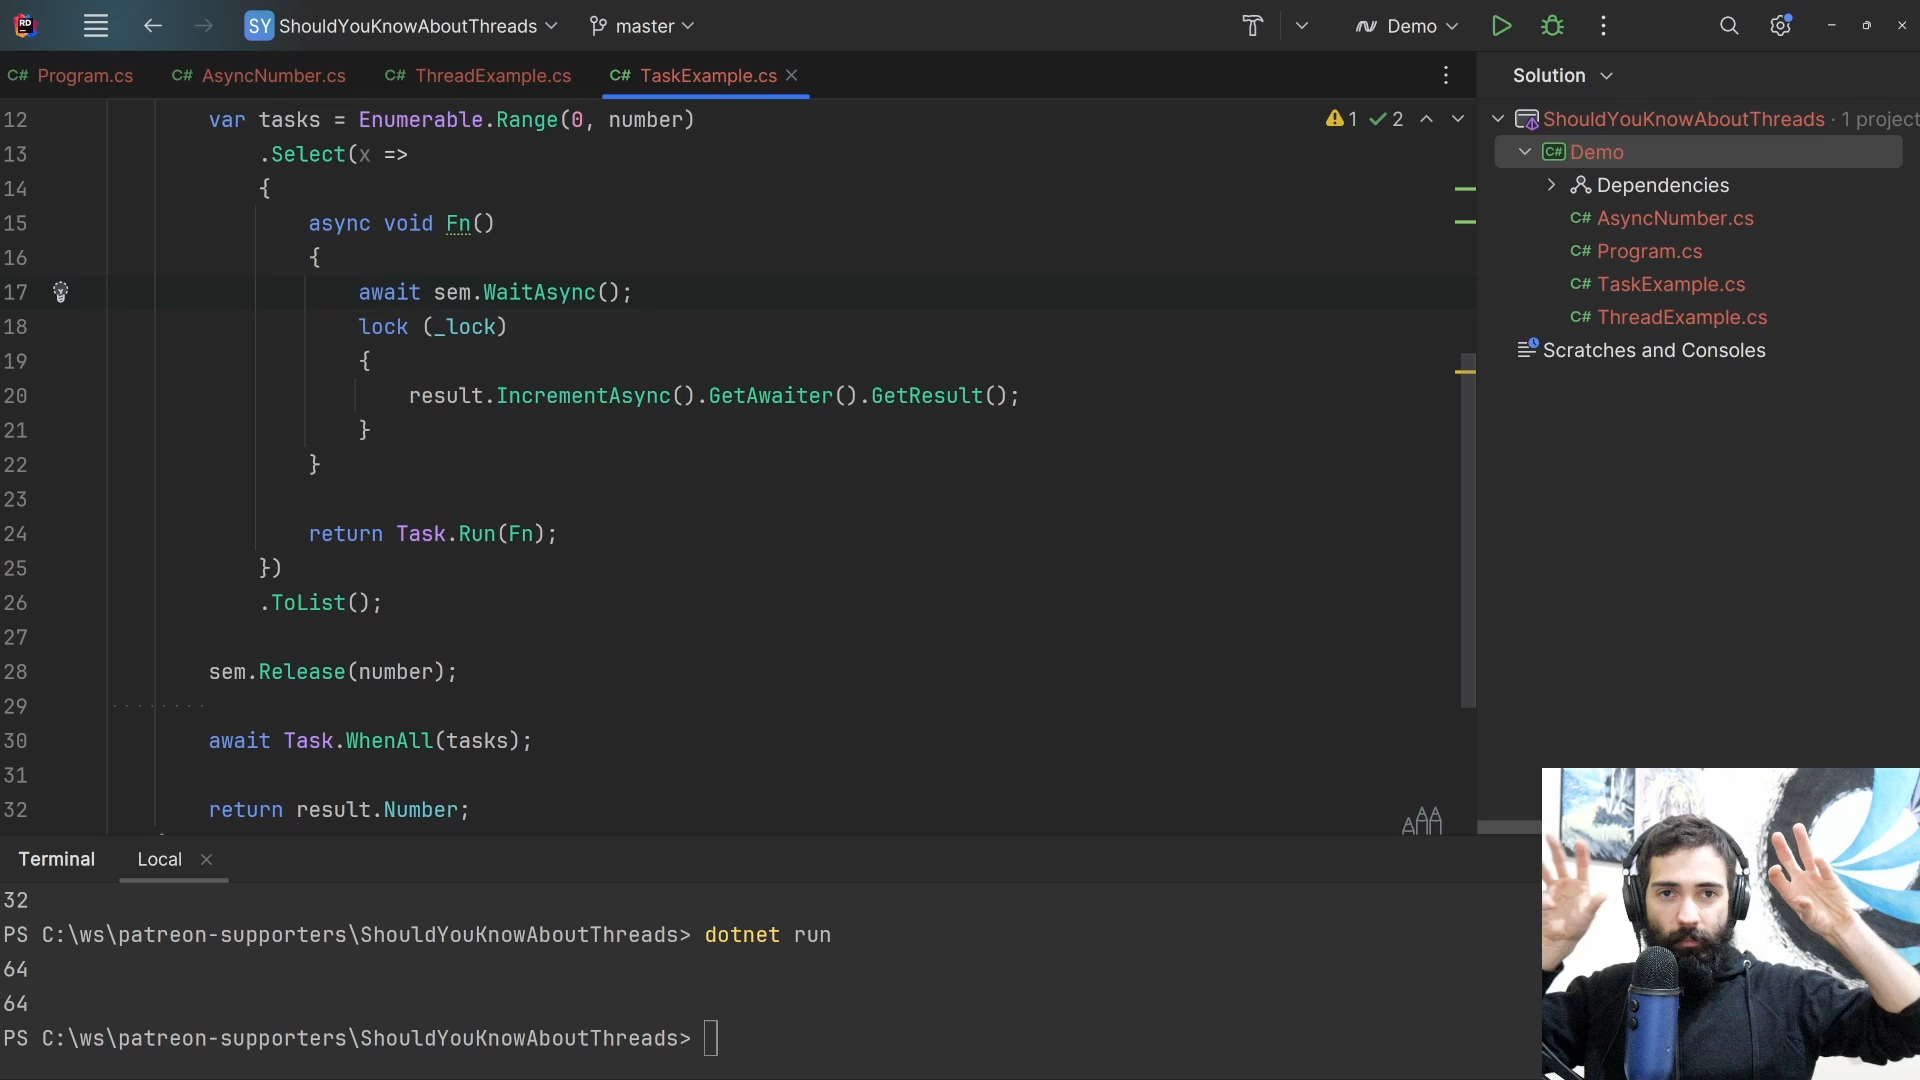 RD
SY ShouldYouKnowAboutThreads
master
Demo
C# Program.cs
C# AsyncNumber.cs
C# ThreadExample.cs
C# TaskExample.cs
Solution
12 var tasks = Enumerable.Range(0, number)
1 2
13 .Select(x =>
14 {
15 async void Fn()
16 {
17 await sem.WaitAsync();
18 lock (_lock)
19 {
20 result.IncrementAsync().GetAwaiter().GetResult();
21 }
22 }
23
24 return Task.Run(Fn);
25 })
26 .ToList();
27
28 sem.Release(number);
29
30 await Task.WhenAll(tasks);
31
32 return result.Number;
ShouldYouKnowAboutThreads · 1 project
C# Demo
Dependencies
C# AsyncNumber.cs
C# Program.cs
C# TaskExample.cs
C# ThreadExample.cs
Scratches and Consoles
Terminal
Local
32
PS C:\ws\patreon-supporters\ShouldYouKnowAboutThreads> dotnet run
64
64
PS C:\ws\patreon-supporters\ShouldYouKnowAboutThreads>